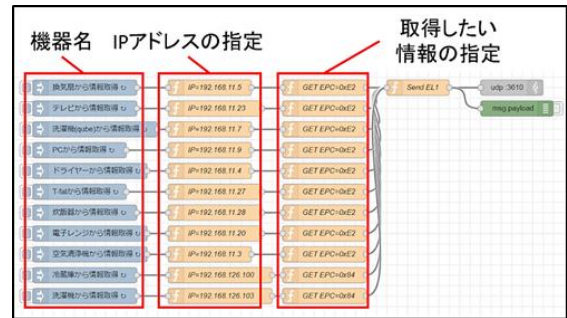 機器名
IPアドレスの指定
取得したい
情報の指定
換気扇から情報取得 ↻
IP=192.168.11.5
GET EPC=0xE2
Send EL1
udp :3610
テレビから情報取得 ↻
IP=192.168.11.23
GET EPC=0xE2
msg.payload
洗濯機(qube)から情報取得 ↻
IP=192.168.11.7
GET EPC=0xE2
PCから情報取得 ↻
IP=192.168.11.9
GET EPC=0xE2
ドライヤーから情報取得 ↻
IP=192.168.11.4
GET EPC=0xE2
T-falから情報取得 ↻
IP=192.168.11.27
GET EPC=0xE2
炊飯器から情報取得 ↻
IP=192.168.11.28
GET EPC=0xE2
電子レンジから情報取得 ↻
IP=192.168.11.20
GET EPC=0xE2
空気清浄機から情報取得 ↻
IP=192.168.11.3
GET EPC=0xE2
冷蔵庫から情報取得 ↻
IP=192.168.126.100
GET EPC=0x84
洗濯機から情報取得 ↻
IP=192.168.126.103
GET EPC=0x84